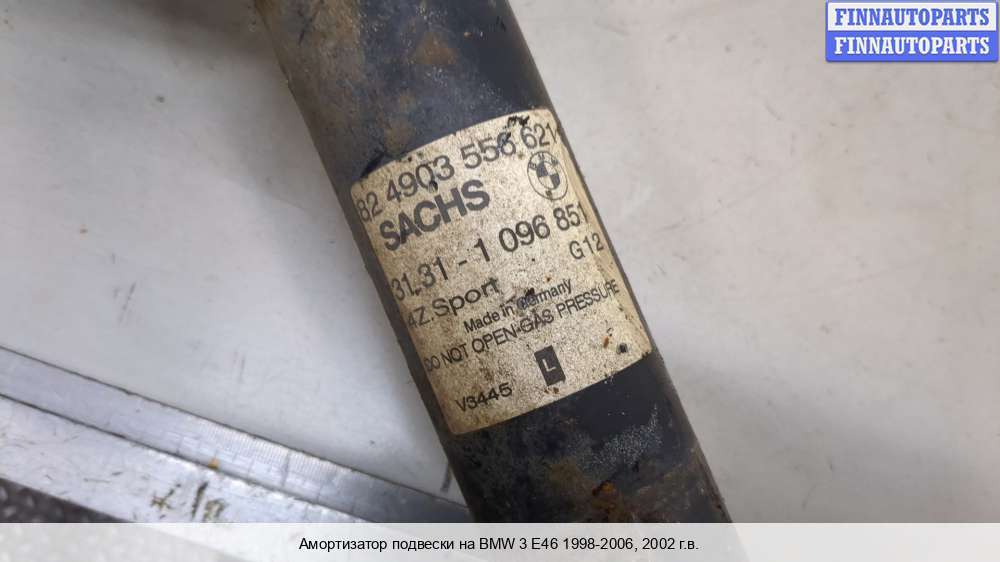 FINNAUTOPARTS
FINNAUTOPARTS
82 4903 556 621
SACHS
31.31 - 1 096 851
4Z.Sport G12
Made in Germany
DO NOT OPEN-GAS PRESSURE
V3445 L
Амортизатор подвески на BMW 3 E46 1998-2006, 2002 г.в.